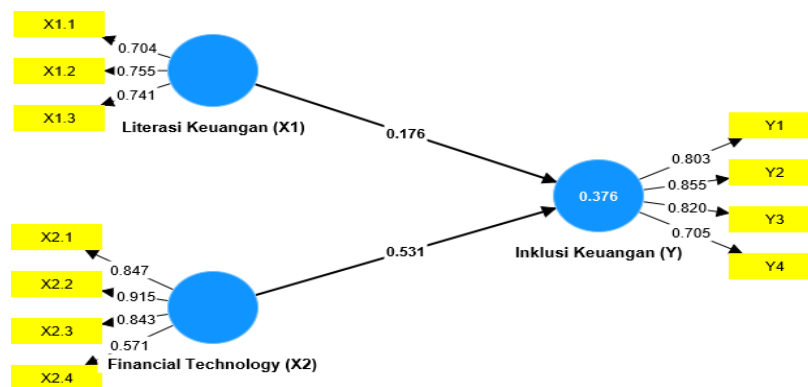 X1.1
0.704
X1.2
0.755
0.741
X1.3
Literasi Keuangan (X1)
0.176
Y1
0.803
Y2
0.855
0.376
0.820
Y3
0.705
Inklusi Keuangan (Y)
Y4
0.531
X2.1
0.847
X2.2
0.915
0.843
X2.3
0.571
Financial Technology (X2)
X2.4